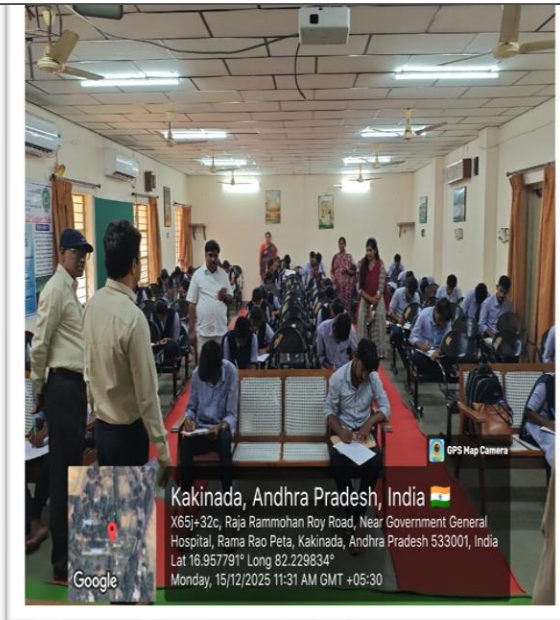 GPS Map Camera
Kakinada, Andhra Pradesh, India
X65j+32c, Raja Rammohan Roy Road, Near Government General
Hospital, Rama Rao Peta, Kakinada, Andhra Pradesh 533001, India
Lat 16.957791° Long 82.229834°
Monday, 15/12/2025 11:31 AM GMT +05:30
Google